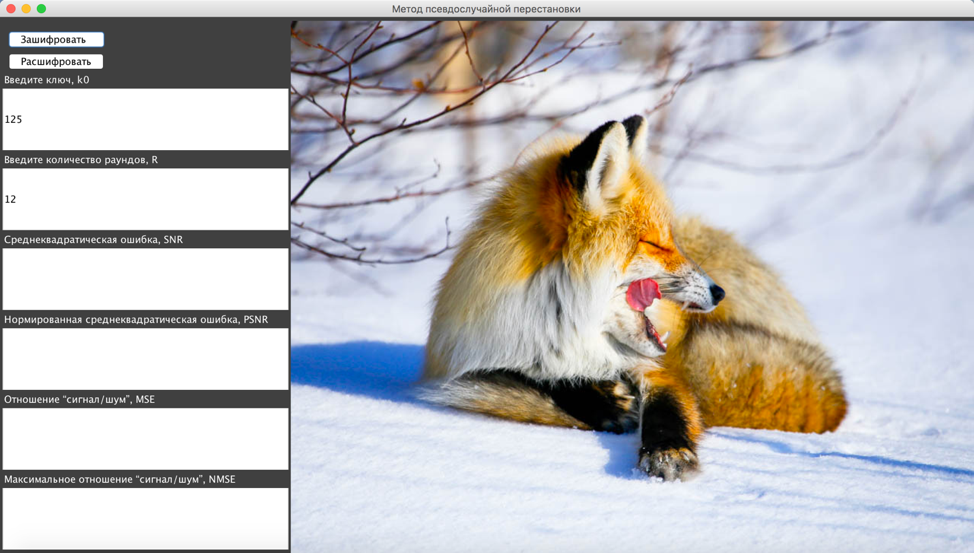 Метод псевдослучайной перестановки
Зашифровать
Расшифровать
Введите ключ, k0
125
Введите количество раундов, R
12
Среднеквадратическая ошибка, SNR
Нормированная среднеквадратическая ошибка, PSNR
Отношение “сигнал/шум”, MSE
Максимальное отношение “сигнал/шум”, NMSE